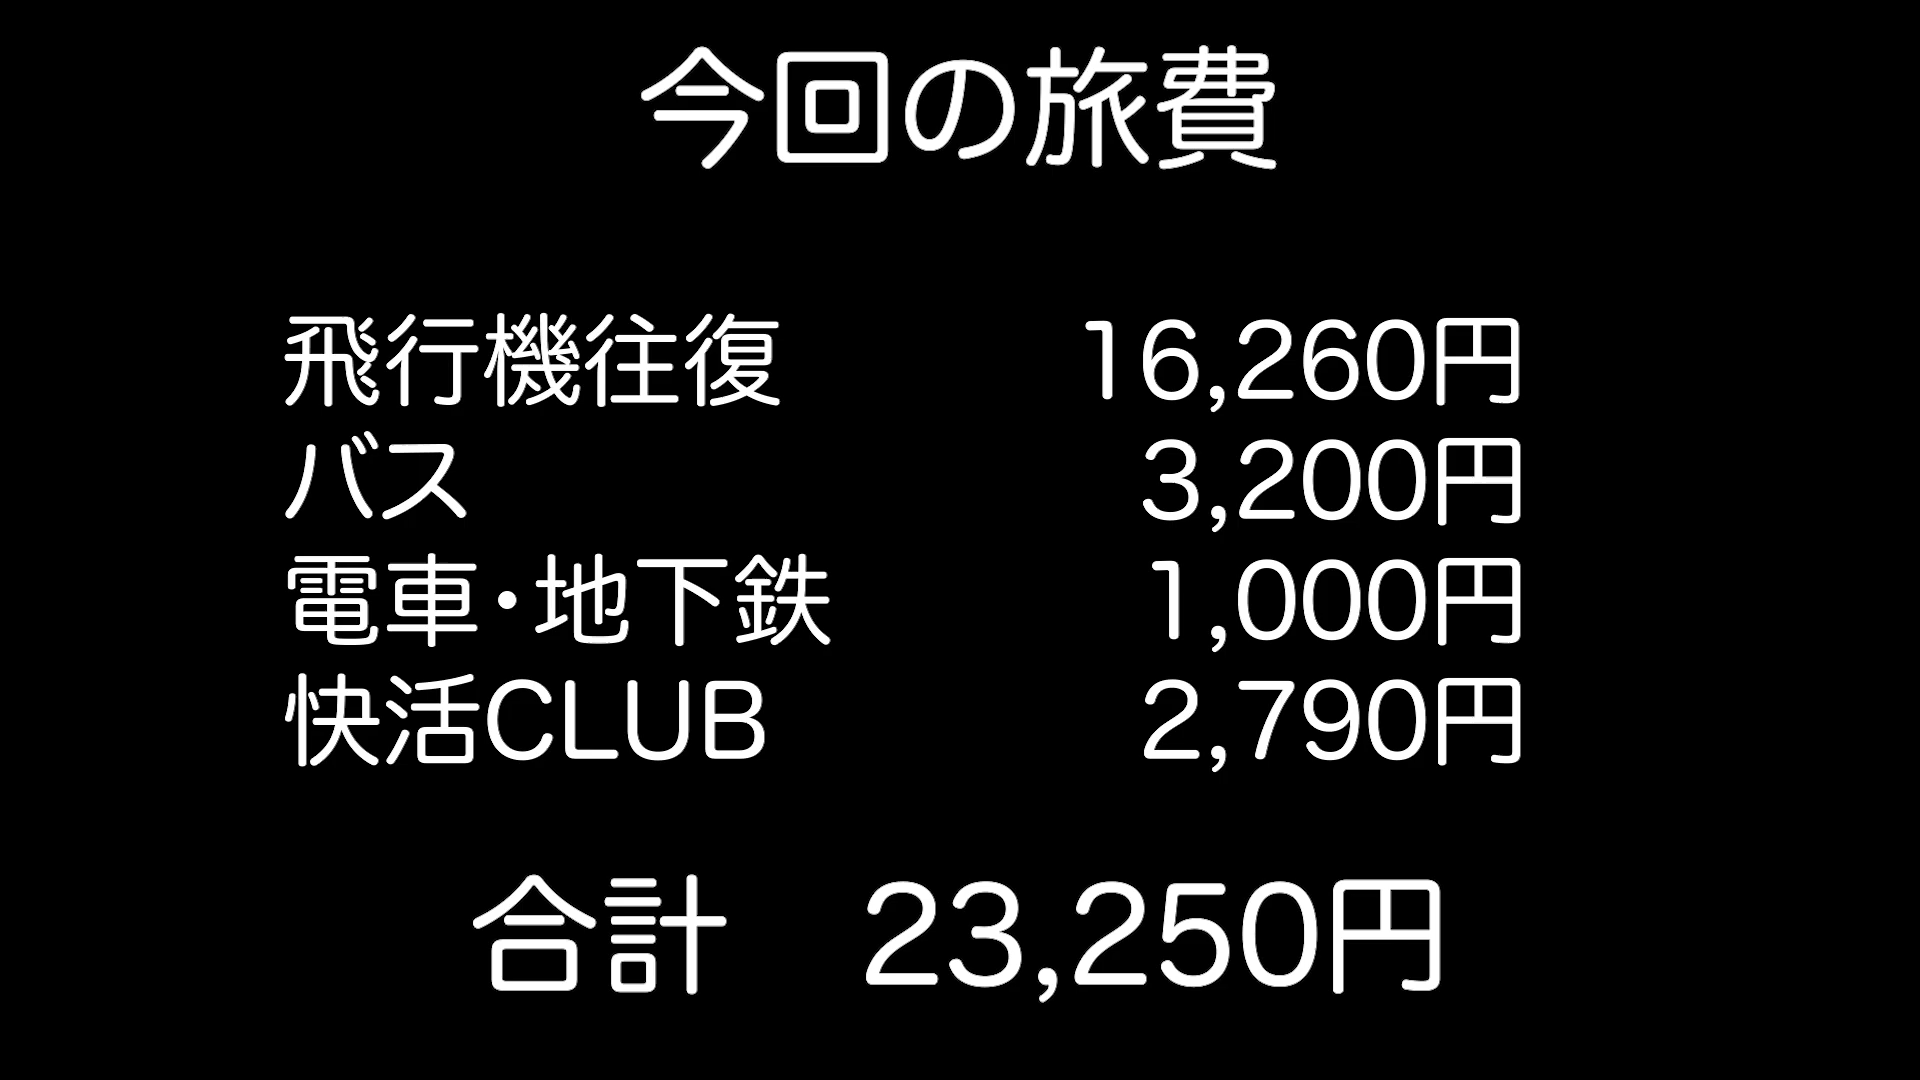 今回の旅費
飛行機往復 16,260円
バス 3,200円
電車・地下鉄 1,000円
快活CLUB 2,790円
合計 23,250円